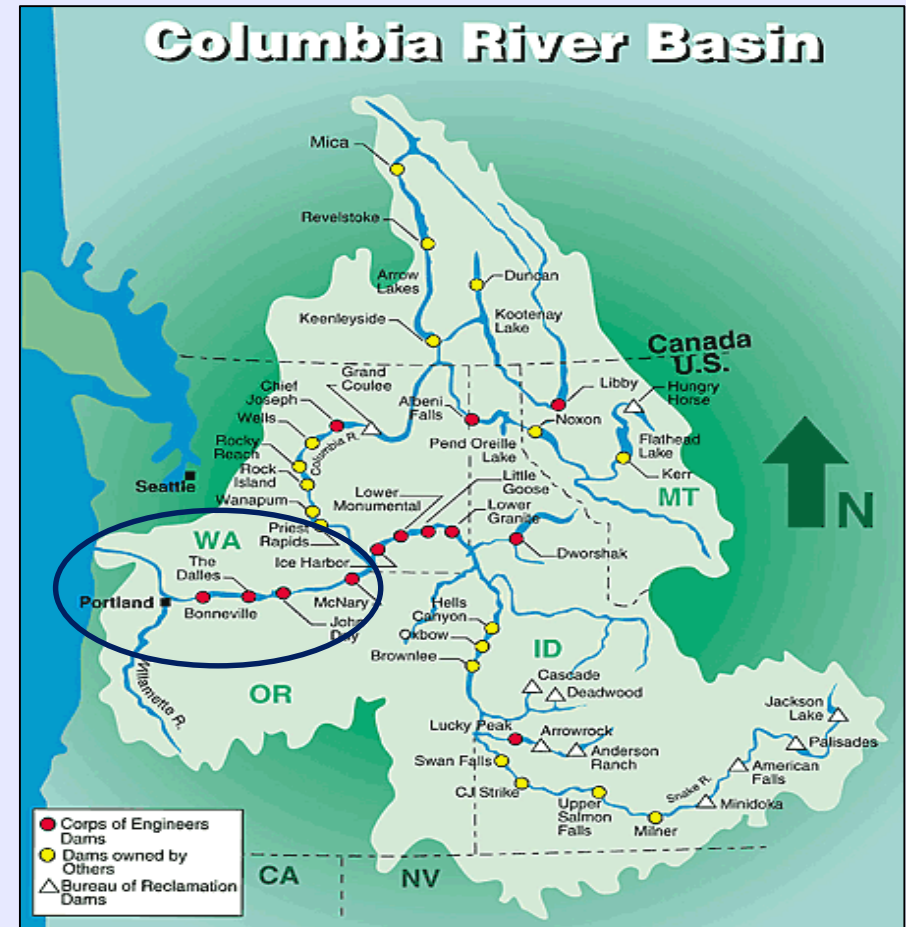 Columbia River Basin
Mica
Revelstoke
Arrow
Lakes
Duncan
Kootenay
Lake
Keenleyside
Canada
U.S.
Grand
Coulee
Chief
Joseph
Albeni
Falls
Libby
Hungry
Horse
Wells
Noxon
Columbia R.
Pend Oreille
Lake
Flathead
Lake
Rocky
Reach
Kerr
Rock
Island
Little
Goose
Seattle
Wanapum
Lower
Monumental
Lower
Granite
MT
N
Priest
Rapids
WA
Ice Harbor
Dworshak
The
Dalles
Portland
Bonneville
McNary
John
Day
Hells
Canyon
Oxbow
Brownlee
ID
Willamette R.
OR
Cascade
Deadwood
Jackson
Lake
Lucky Peak
Arrowrock
Palisades
Anderson
Ranch
Swan Falls
American
Falls
CJ Strike
Snake R.
Upper
Salmon
Falls
Minidoka
Milner
Corps of Engineers
Dams
Dams owned by
Others
Bureau of Reclamation
Dams
CA
NV